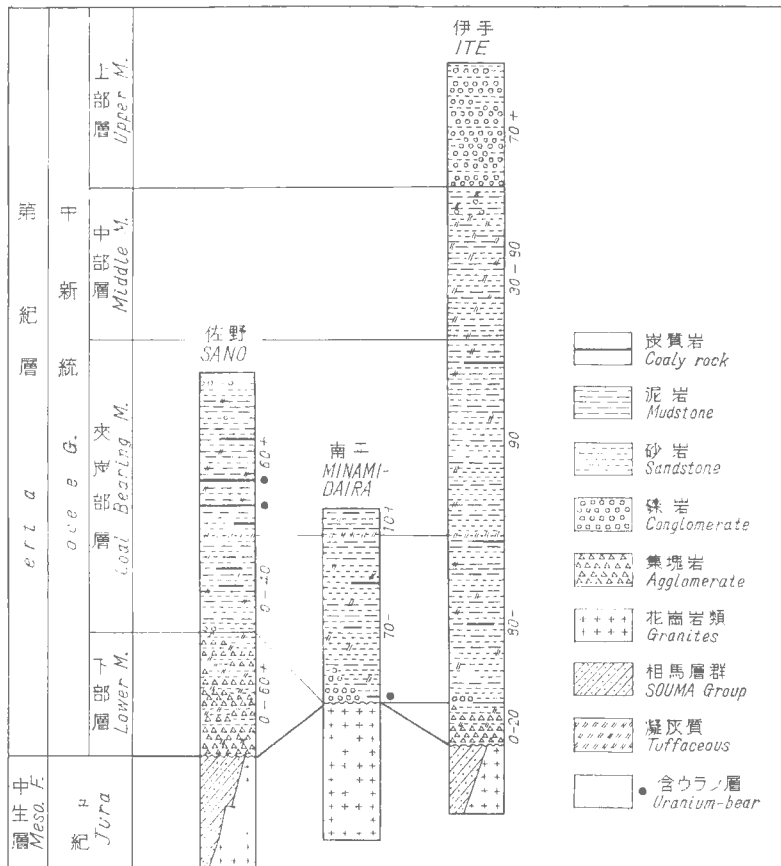 第三紀層
中新統
上部層
Upper M.
中部層
Middle M.
夾炭部層
Coal Bearing M.
下部層
Lower M.
中生層
Meso. F.
ユ紀
Jura
佐野
SANO
60+
0-40
0-60+
南平
MINAMI-
DAIRA
10+
70-
伊手
ITE
70+
30-90
90
80-
0-20
炭質岩
Coaly rock
泥岩
Mudstone
砂岩
Sandstone
礫岩
Conglomerate
集塊岩
Agglomerate
花崗岩類
Granites
相馬層群
SOUMA Group
凝灰質
Tuffaceous
含ウラン層
Uranium-bear